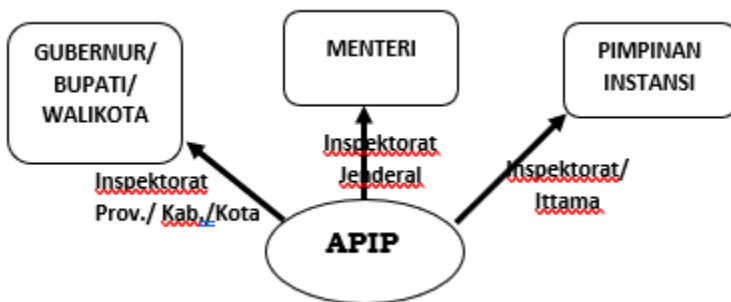 GUBERNUR/
BUPATI/
WALIKOTA
MENTERI
PIMPINAN
INSTANSI
Inspektorat
Prov./ Kab./Kota
Inspektorat
Jenderal
Inspektorat/
Ittama
APIP